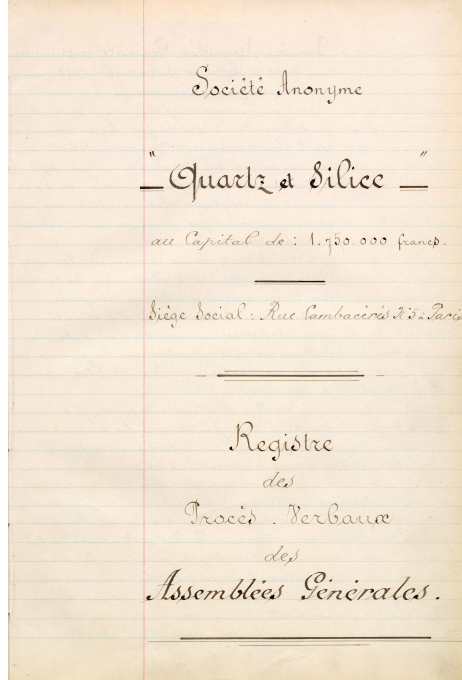 Société Anonyme
" Quartz et Silice "
au Capital de : 1.750.000 francs.
Siège Social : Rue Cambacérès N°5 à Paris
Registre
des
Procès-Verbaux
des
Assemblées Générales.